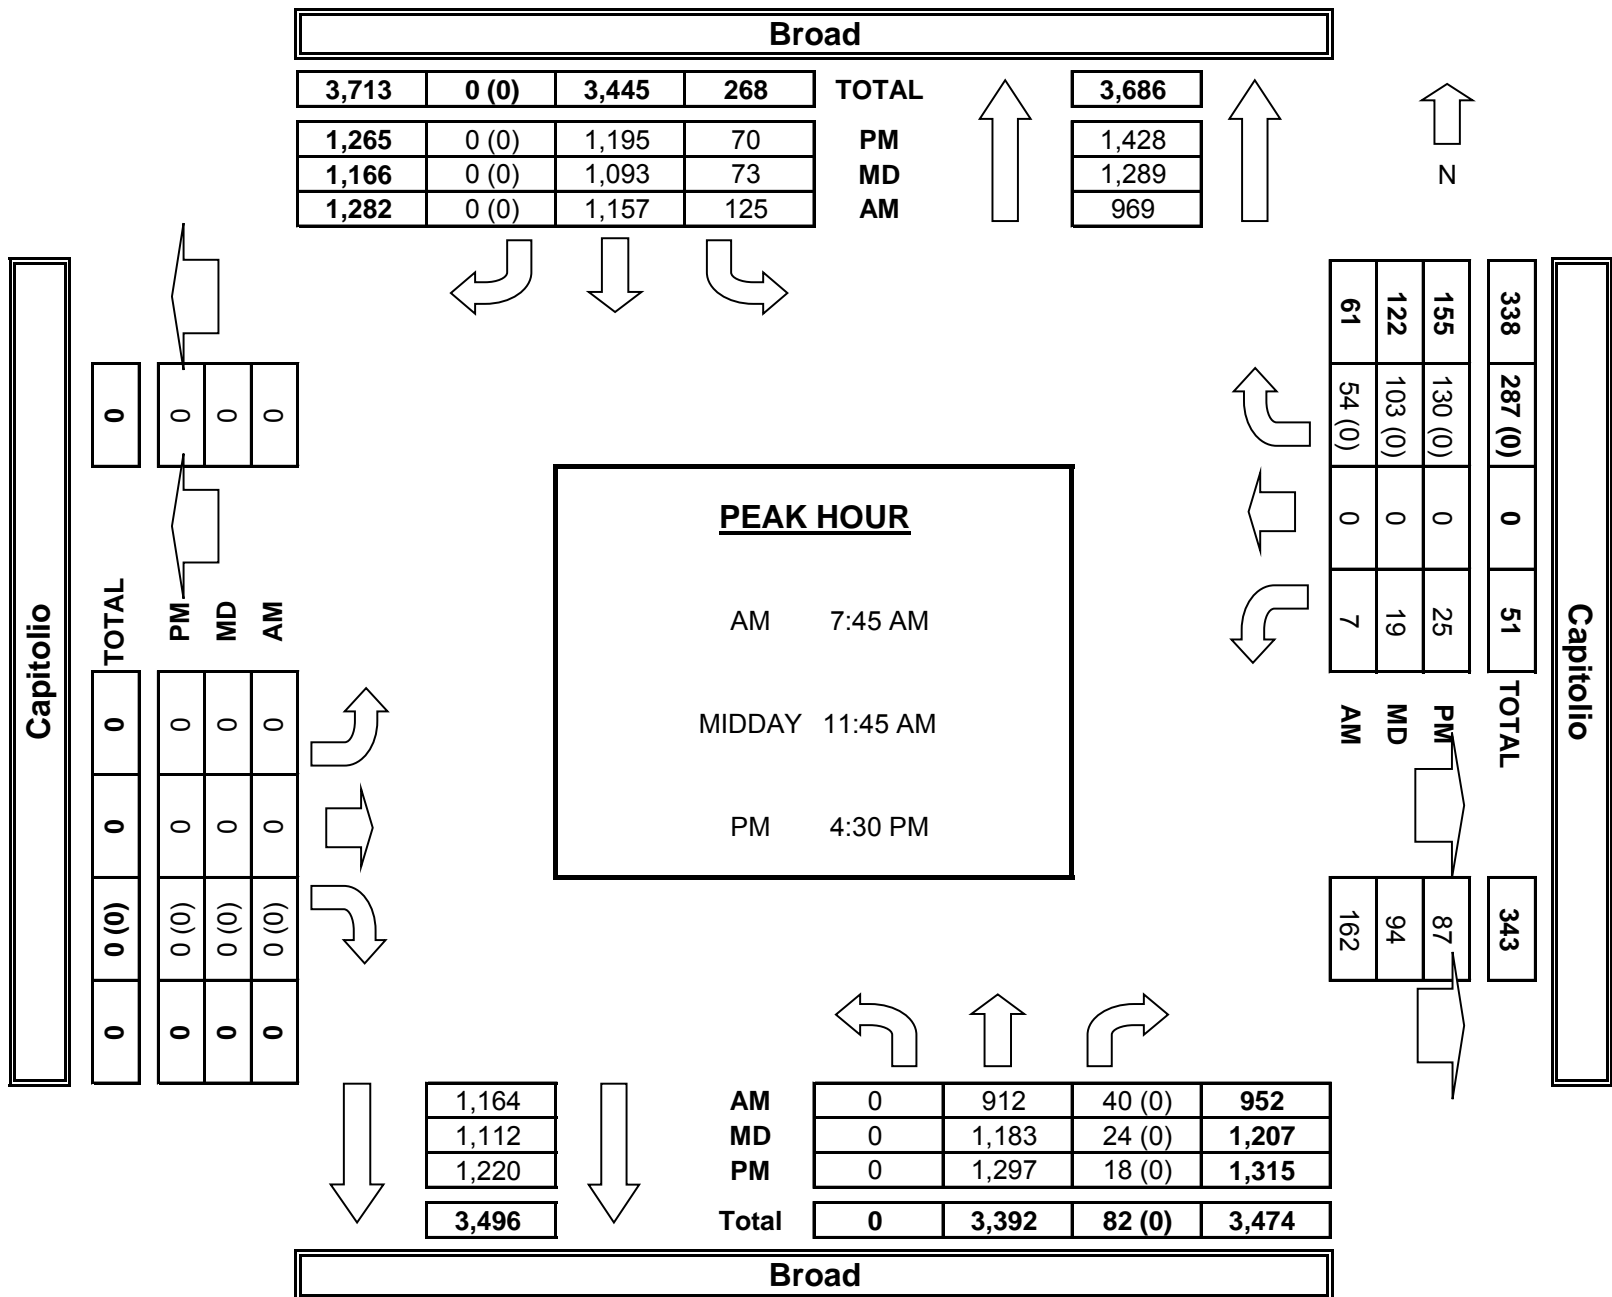 Broad
3,713 0 (0) 3,445 268 TOTAL 3,686
1,265 0 (0) 1,195 70 PM 1,428
1,166 0 (0) 1,093 73 MD 1,289
1,282 0 (0) 1,157 125 AM 969
N
Capitolio
0 0 0 0
TOTAL PM MD AM
0 0 0 0
0 0 0 0
0 (0) 0 (0) 0 (0) 0 (0)
0 0 0 0
PEAK HOUR
AM 7:45 AM
MIDDAY 11:45 AM
PM 4:30 PM
61 122 155 338
54 (0) 103 (0) 130 (0) 287 (0)
0 0 0 0
7 19 25 51
AM MD PM TOTAL
162 94 87 343
Capitolio
1,164 AM 0 912 40 (0) 952
1,112 MD 0 1,183 24 (0) 1,207
1,220 PM 0 1,297 18 (0) 1,315
3,496 Total 0 3,392 82 (0) 3,474
Broad